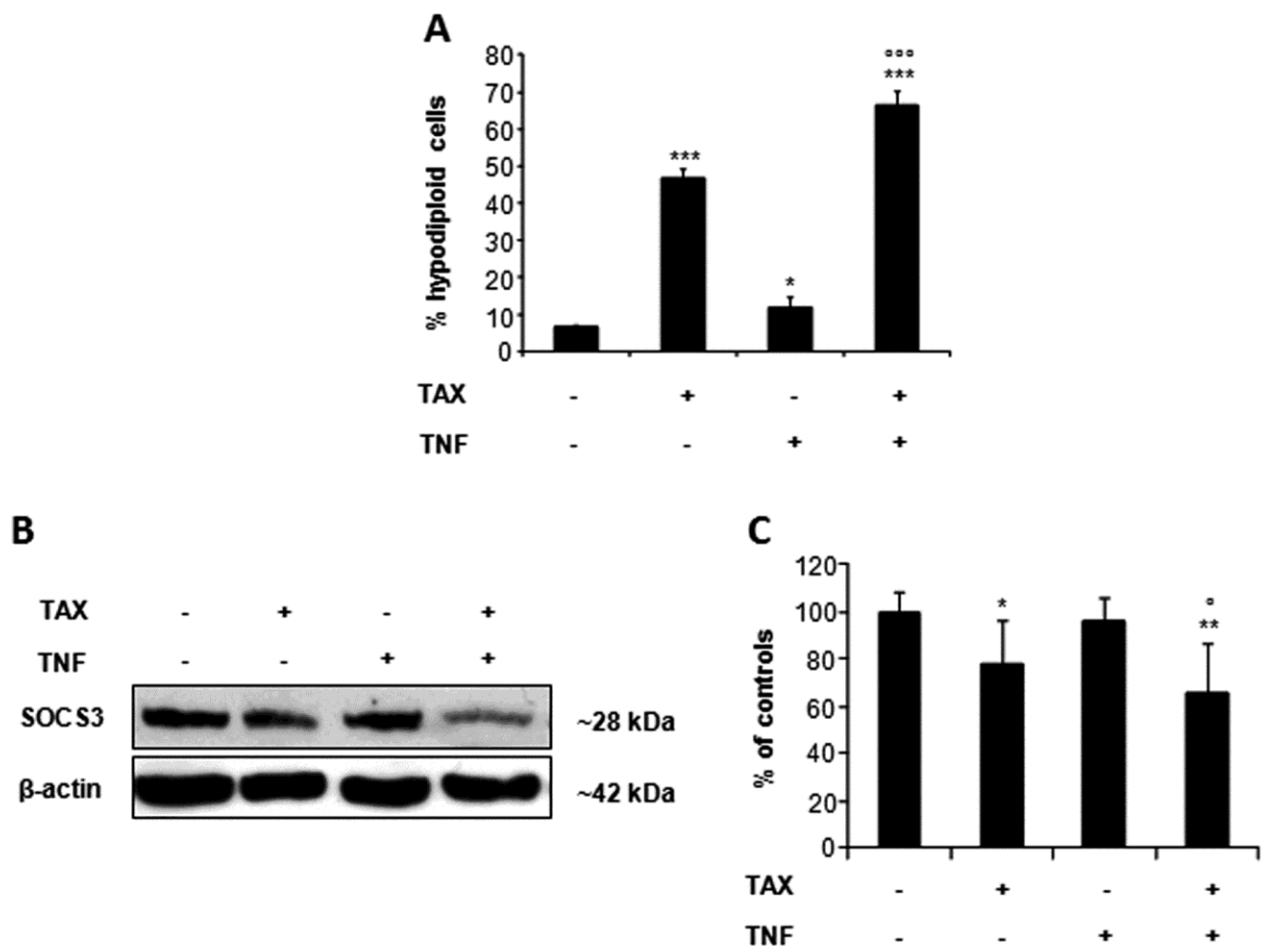 A
80
70
60
50
40
30
20
10
0
% hypodiploid cells
***
*
°°°
***
TAX - + - +
TNF - - + +
B
TAX - + - +
TNF - - + +
SOCS3 ~28 kDa
β-actin ~42 kDa
C
120
100
80
60
40
20
0
% of controls
*
°
**
TAX - + - +
TNF - - + +